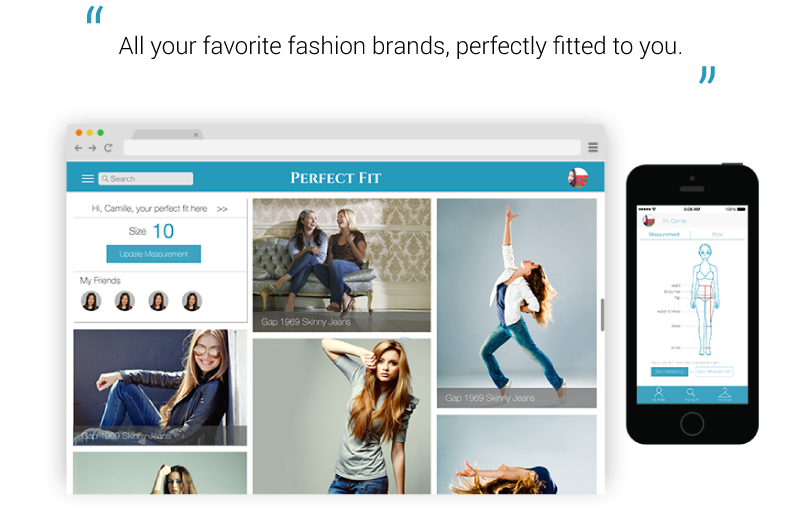 “
All your favorite fashion brands, perfectly fitted to you.
”
Search
PERFECT FIT
Hi, Camille, your perfect fit here >>
Size 10
Update Measurement
My Friends
Gap 1969 Skinny Jeans
Gap 1969 Skinny Jeans
Gap 1969 Skinny Jeans
100%
Hi, Camille
Measurement
Style